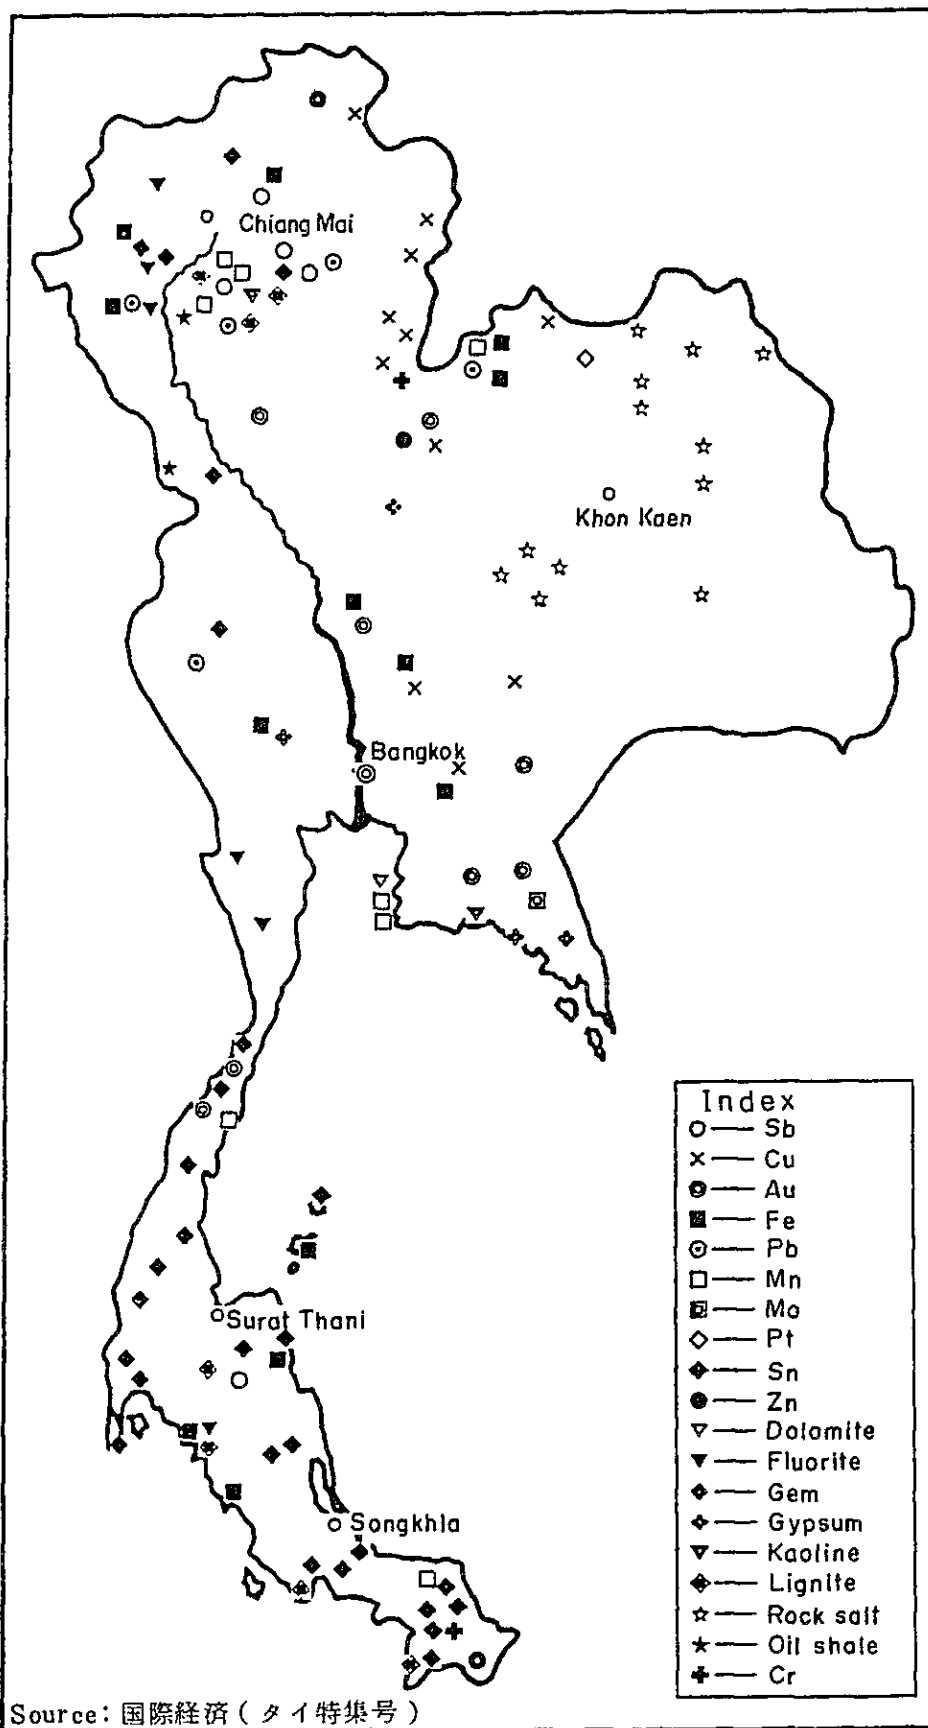 Chiang Mai
Khon Kaen
Bangkok
Surat Thani
Songkhla
Index
Sb
Cu
Au
Fe
Pb
Mn
Mo
Pt
Sn
Zn
Dolomite
Fluorite
Gem
Gypsum
Kaoline
Lignite
Rock salt
Oil shale
Cr
Source: 国際経済 ( タイ特集号 )